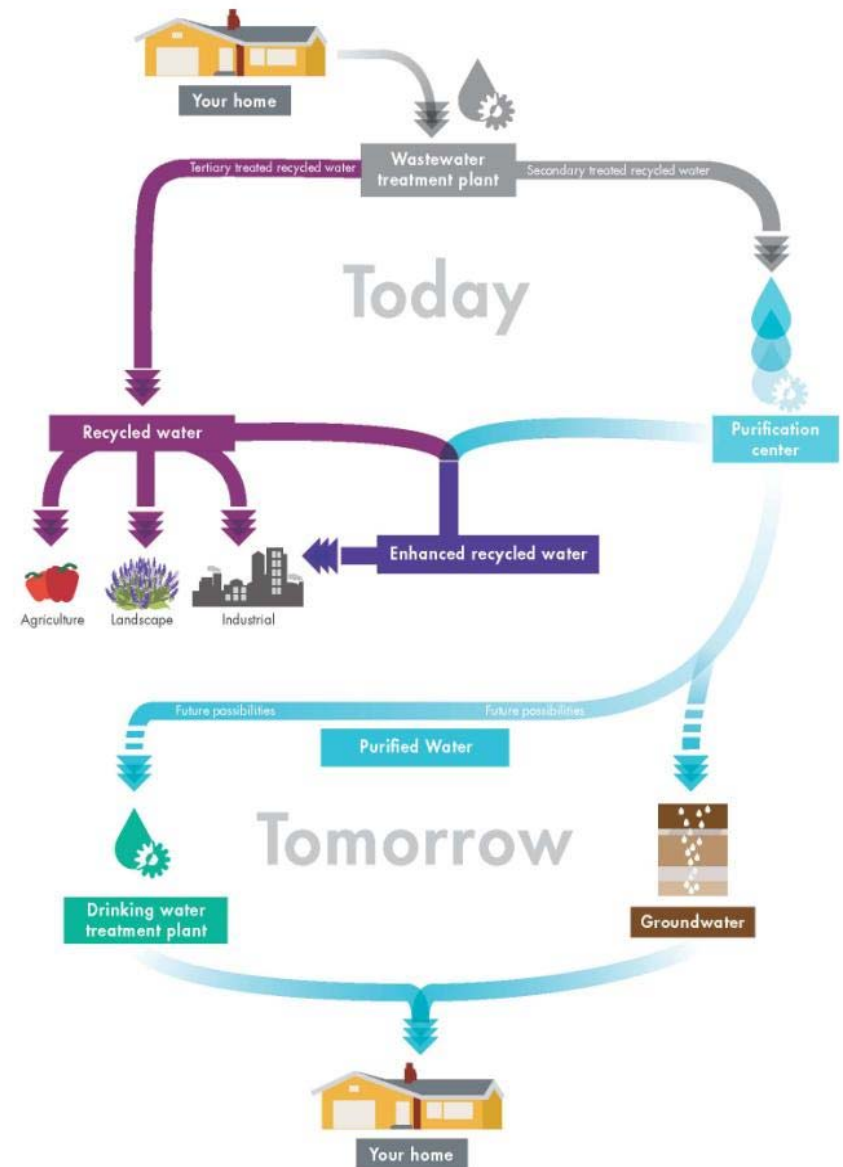 Your home
Wastewater
treatment plant
Tertiary treated recycled water
Secondary treated recycled water
Today
Recycled water
Purification
center
Enhanced recycled water
Agriculture
Landscape
Industrial
Future possibilities
Future possibilities
Purified Water
Tomorrow
Drinking water
treatment plant
Groundwater
Your home